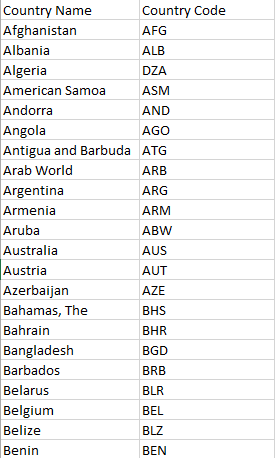 Country Name Country Code
Afghanistan AFG
Albania ALB
Algeria DZA
American Samoa ASM
Andorra AND
Angola AGO
Antigua and Barbuda ATG
Arab World ARB
Argentina ARG
Armenia ARM
Aruba ABW
Australia AUS
Austria AUT
Azerbaijan AZE
Bahamas, The BHS
Bahrain BHR
Bangladesh BGD
Barbados BRB
Belarus BLR
Belgium BEL
Belize BLZ
Benin BEN